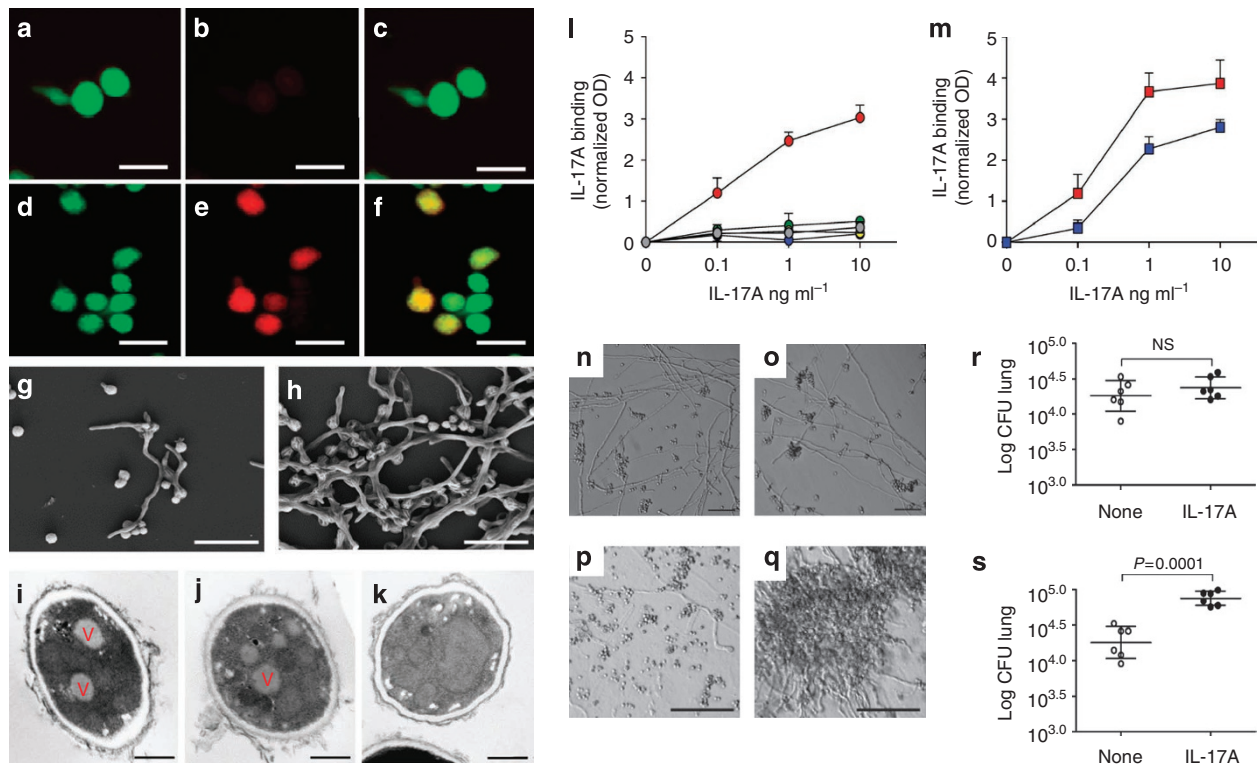 a
b
c
d
e
f
g
h
i
V
V
j
V
k
l
5
4
3
2
1
0
IL-17A binding
(normalized OD)
0
0.1
1
10
IL-17A ng ml⁻¹
m
5
4
3
2
1
0
IL-17A binding
(normalized OD)
0
0.1
1
10
IL-17A ng ml⁻¹
n
o
p
q
r
NS
10⁵·⁰
10⁴·⁵
10⁴·⁰
10³·⁵
10³·⁰
Log CFU lung
None
IL-17A
s
P=0.0001
10⁵·⁰
10⁴·⁵
10⁴·⁰
10³·⁵
10³·⁰
Log CFU lung
None
IL-17A